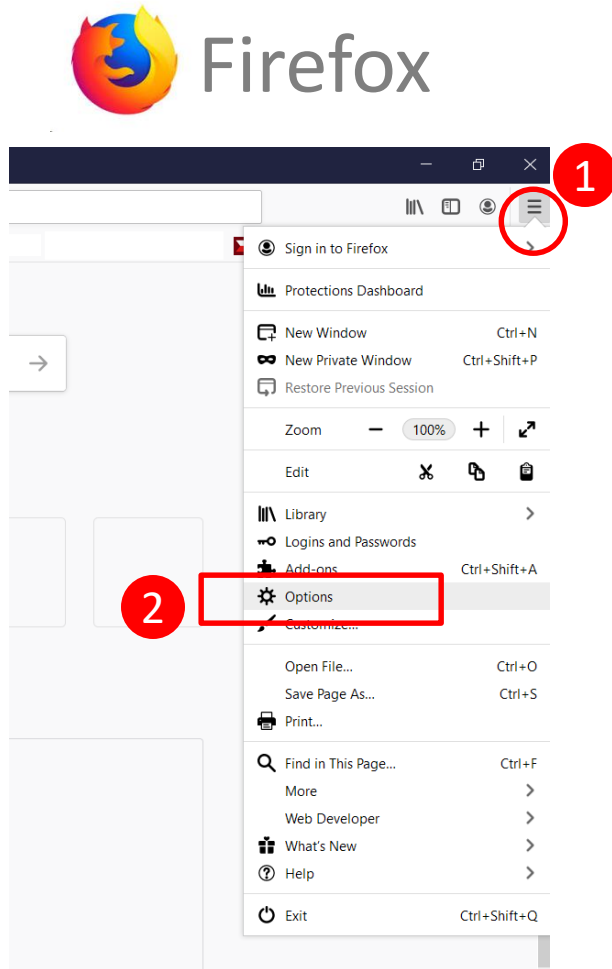 Firefox
1
Sign in to Firefox
Protections Dashboard
New Window Ctrl+N
New Private Window Ctrl+Shift+P
Restore Previous Session
Zoom 100%
Edit
Library
Logins and Passwords
Add-ons Ctrl+Shift+A
2 Options
Customize...
Open File... Ctrl+O
Save Page As... Ctrl+S
Print...
Find in This Page... Ctrl+F
More
Web Developer
What's New
Help
Exit Ctrl+Shift+Q